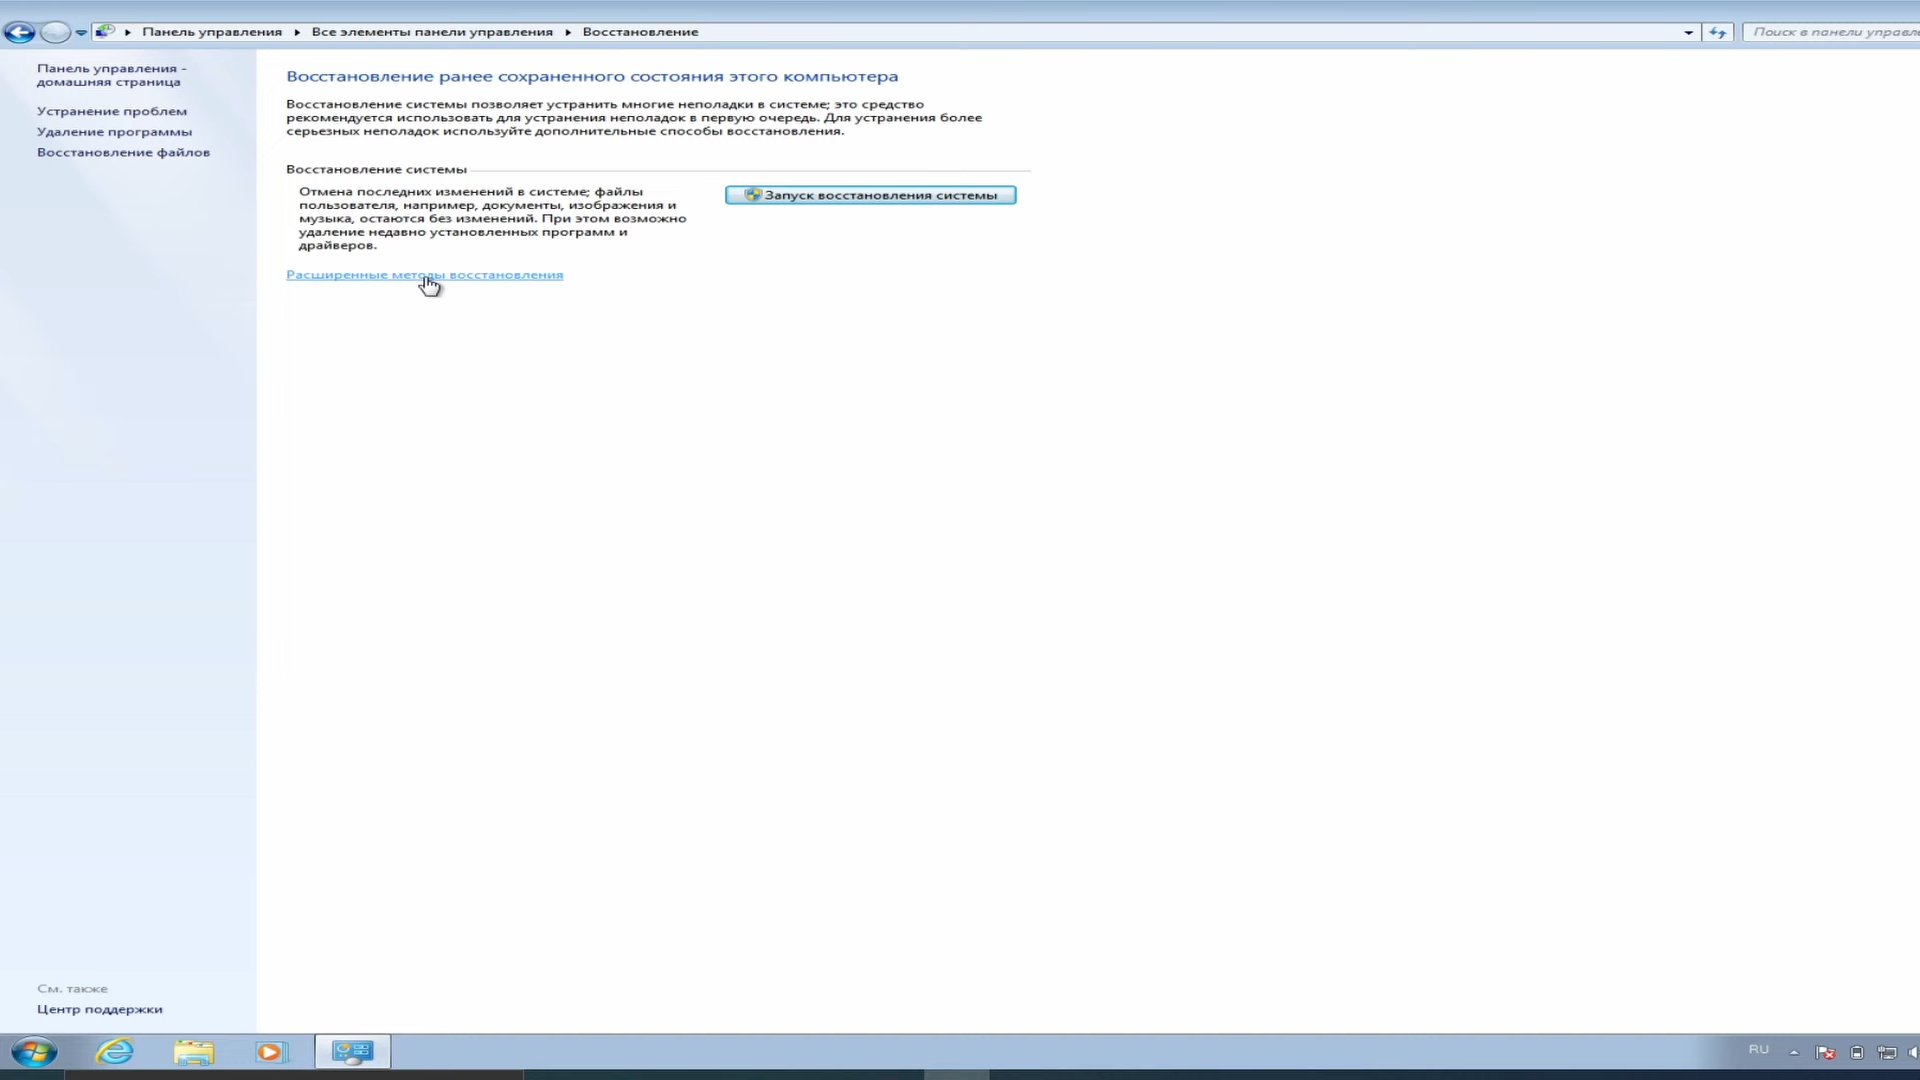 Панель управления
Все элементы панели управления
Восстановление
Поиск в панели
Панель управления -
домашняя страница
Устранение проблем
Удаление программы
Восстановление файлов
Восстановление ранее сохраненного состояния этого компьютера
Восстановление системы позволяет устранить многие неполадки в системе; это средство
рекомендуется использовать для устранения неполадок в первую очередь. Для устранения более
серьезных неполадок используйте дополнительные способы восстановления.
Восстановление системы
Отмена последних изменений в системе; файлы
пользователя, например, документы, изображения и
музыка, остаются без изменений. При этом возможно
удаление недавно установленных программ и
драйверов.
Запуск восстановления системы
Расширенные методы восстановления
См. также
Центр поддержки
RU